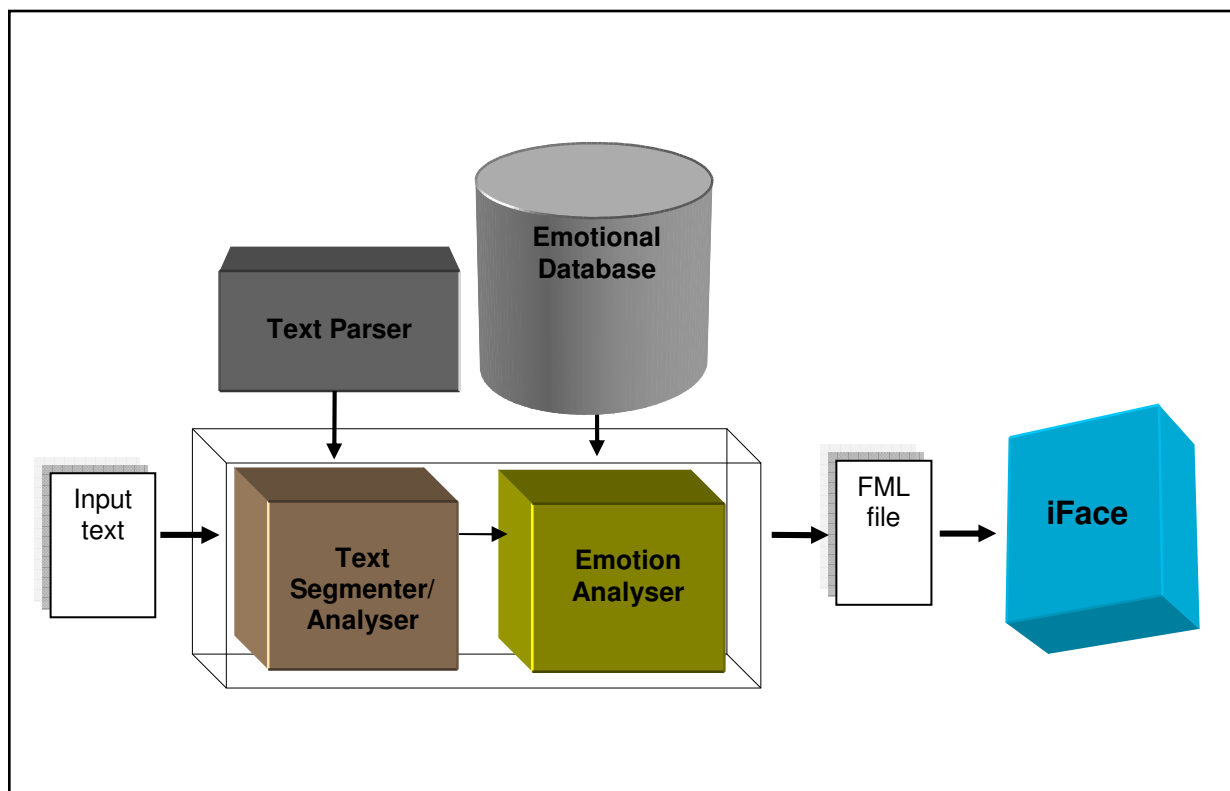 Emotional
Database
Text Parser
Input
text
Text
Segmenter/
Analyser
Emotion
Analyser
FML
file
iFace